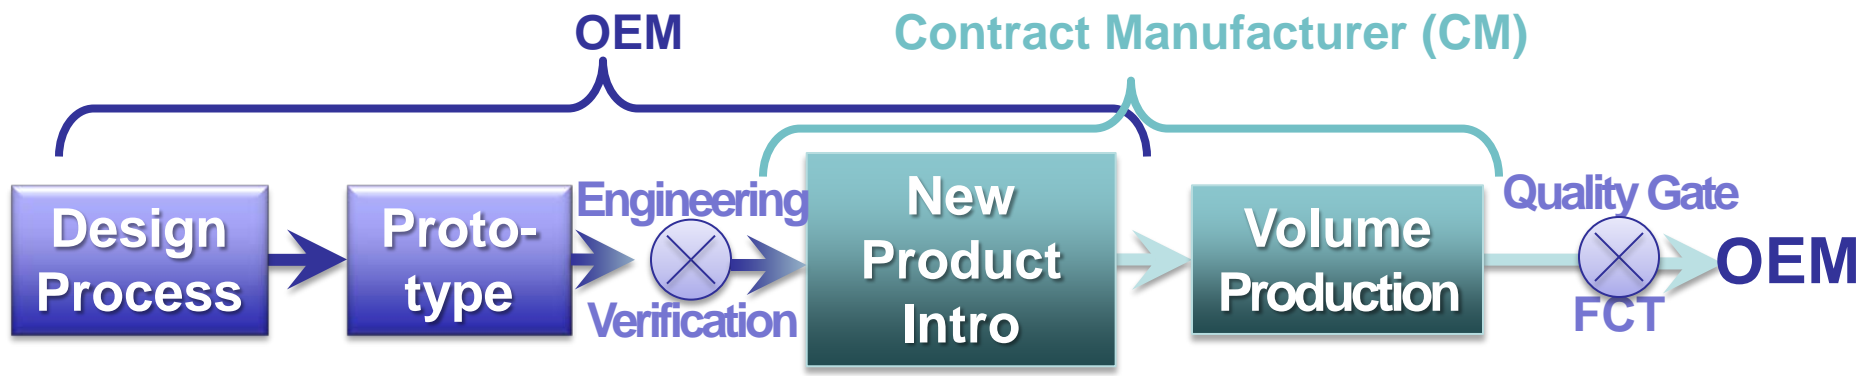 OEM
Contract Manufacturer (CM)
Design
Process
Proto-
type
Engineering
Verification
New
Product
Intro
Volume
Production
Quality Gate
FCT
OEM